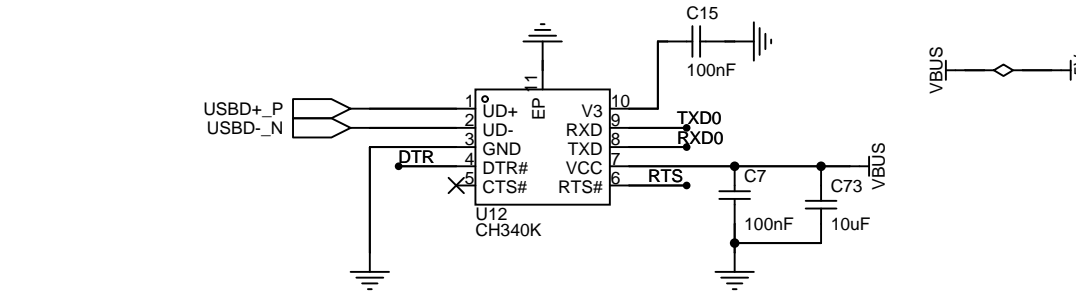 C15
100nF
VBUS
11
EP
USBD+_P
USBD-_N
1
2
3
4
5
UD+
UD-
GND
DTR#
CTS#
V3
RXD
TXD
VCC
RTS#
10
9
8
7
6
DTR
TXD0
RXD0
RTS
VBUS
C7
100nF
C73
10uF
U12
CH340K